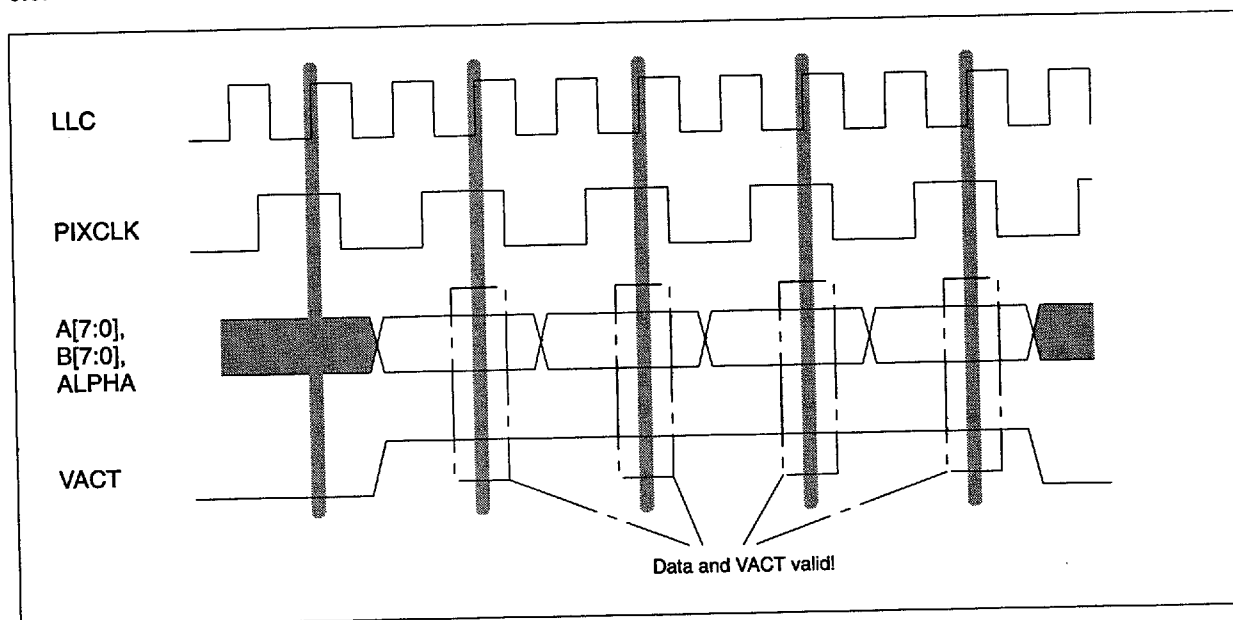 LLC
PIXCLK
A[7:0],
B[7:0],
ALPHA
VACT
Data and VACT valid!